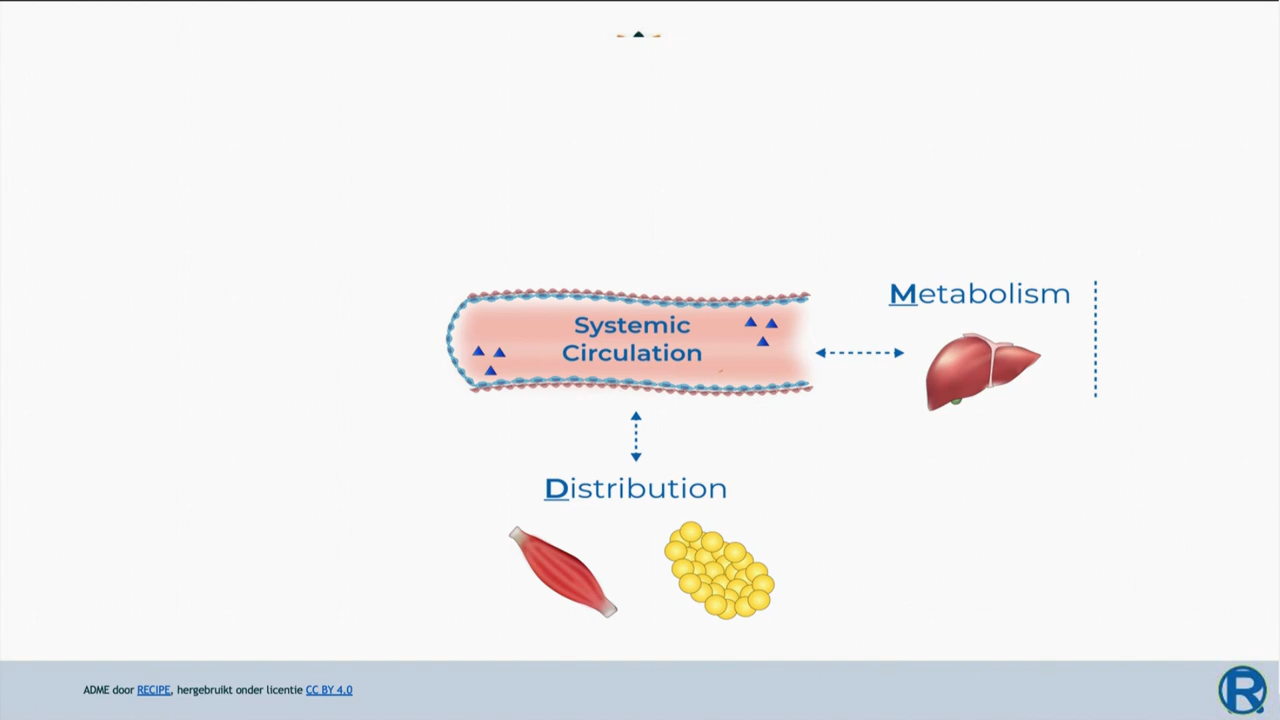 Metabolism
Systemic
Circulation
Distribution
ADME door RECIPE, hergebruikt onder licentie CC BY 4.0
R